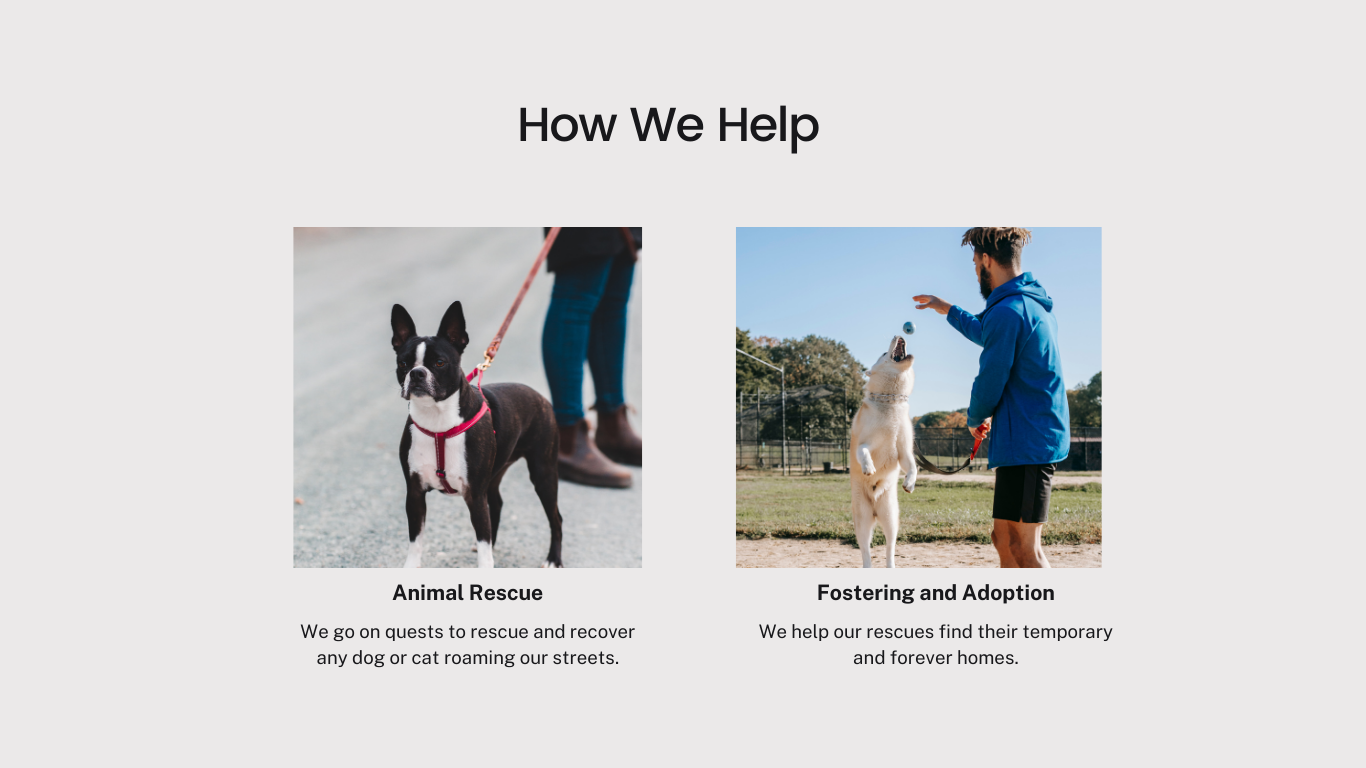 How We Help
Animal Rescue
We go on quests to rescue and recover
any dog or cat roaming our streets.
Fostering and Adoption
We help our rescues find their temporary
and forever homes.